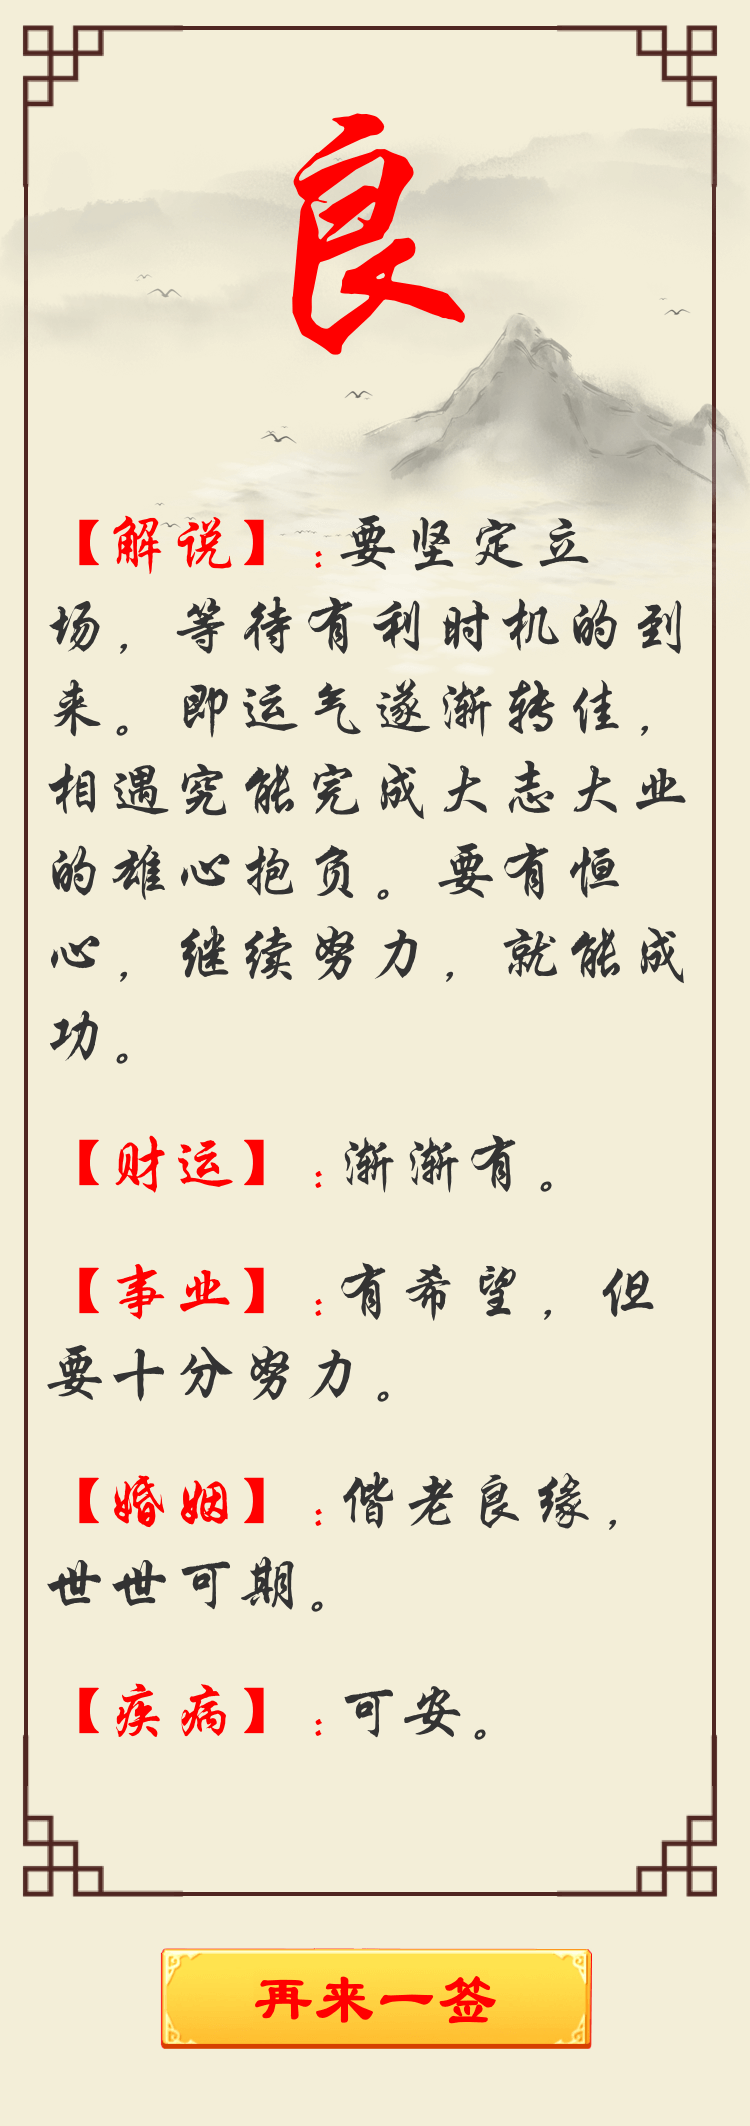 良
【解说】:要坚定立
场,等待有利时机的到
来。即运气遂渐转佳,
相遇究能完成大志大业
的雄心抱负。要有恒
心,继续努力,就能成
功。
【财运】:渐渐有。
【事业】:有希望,但
要十分努力。
【婚姻】:偕老良缘,
世世可期。
【疾病】:可安。
再来一签